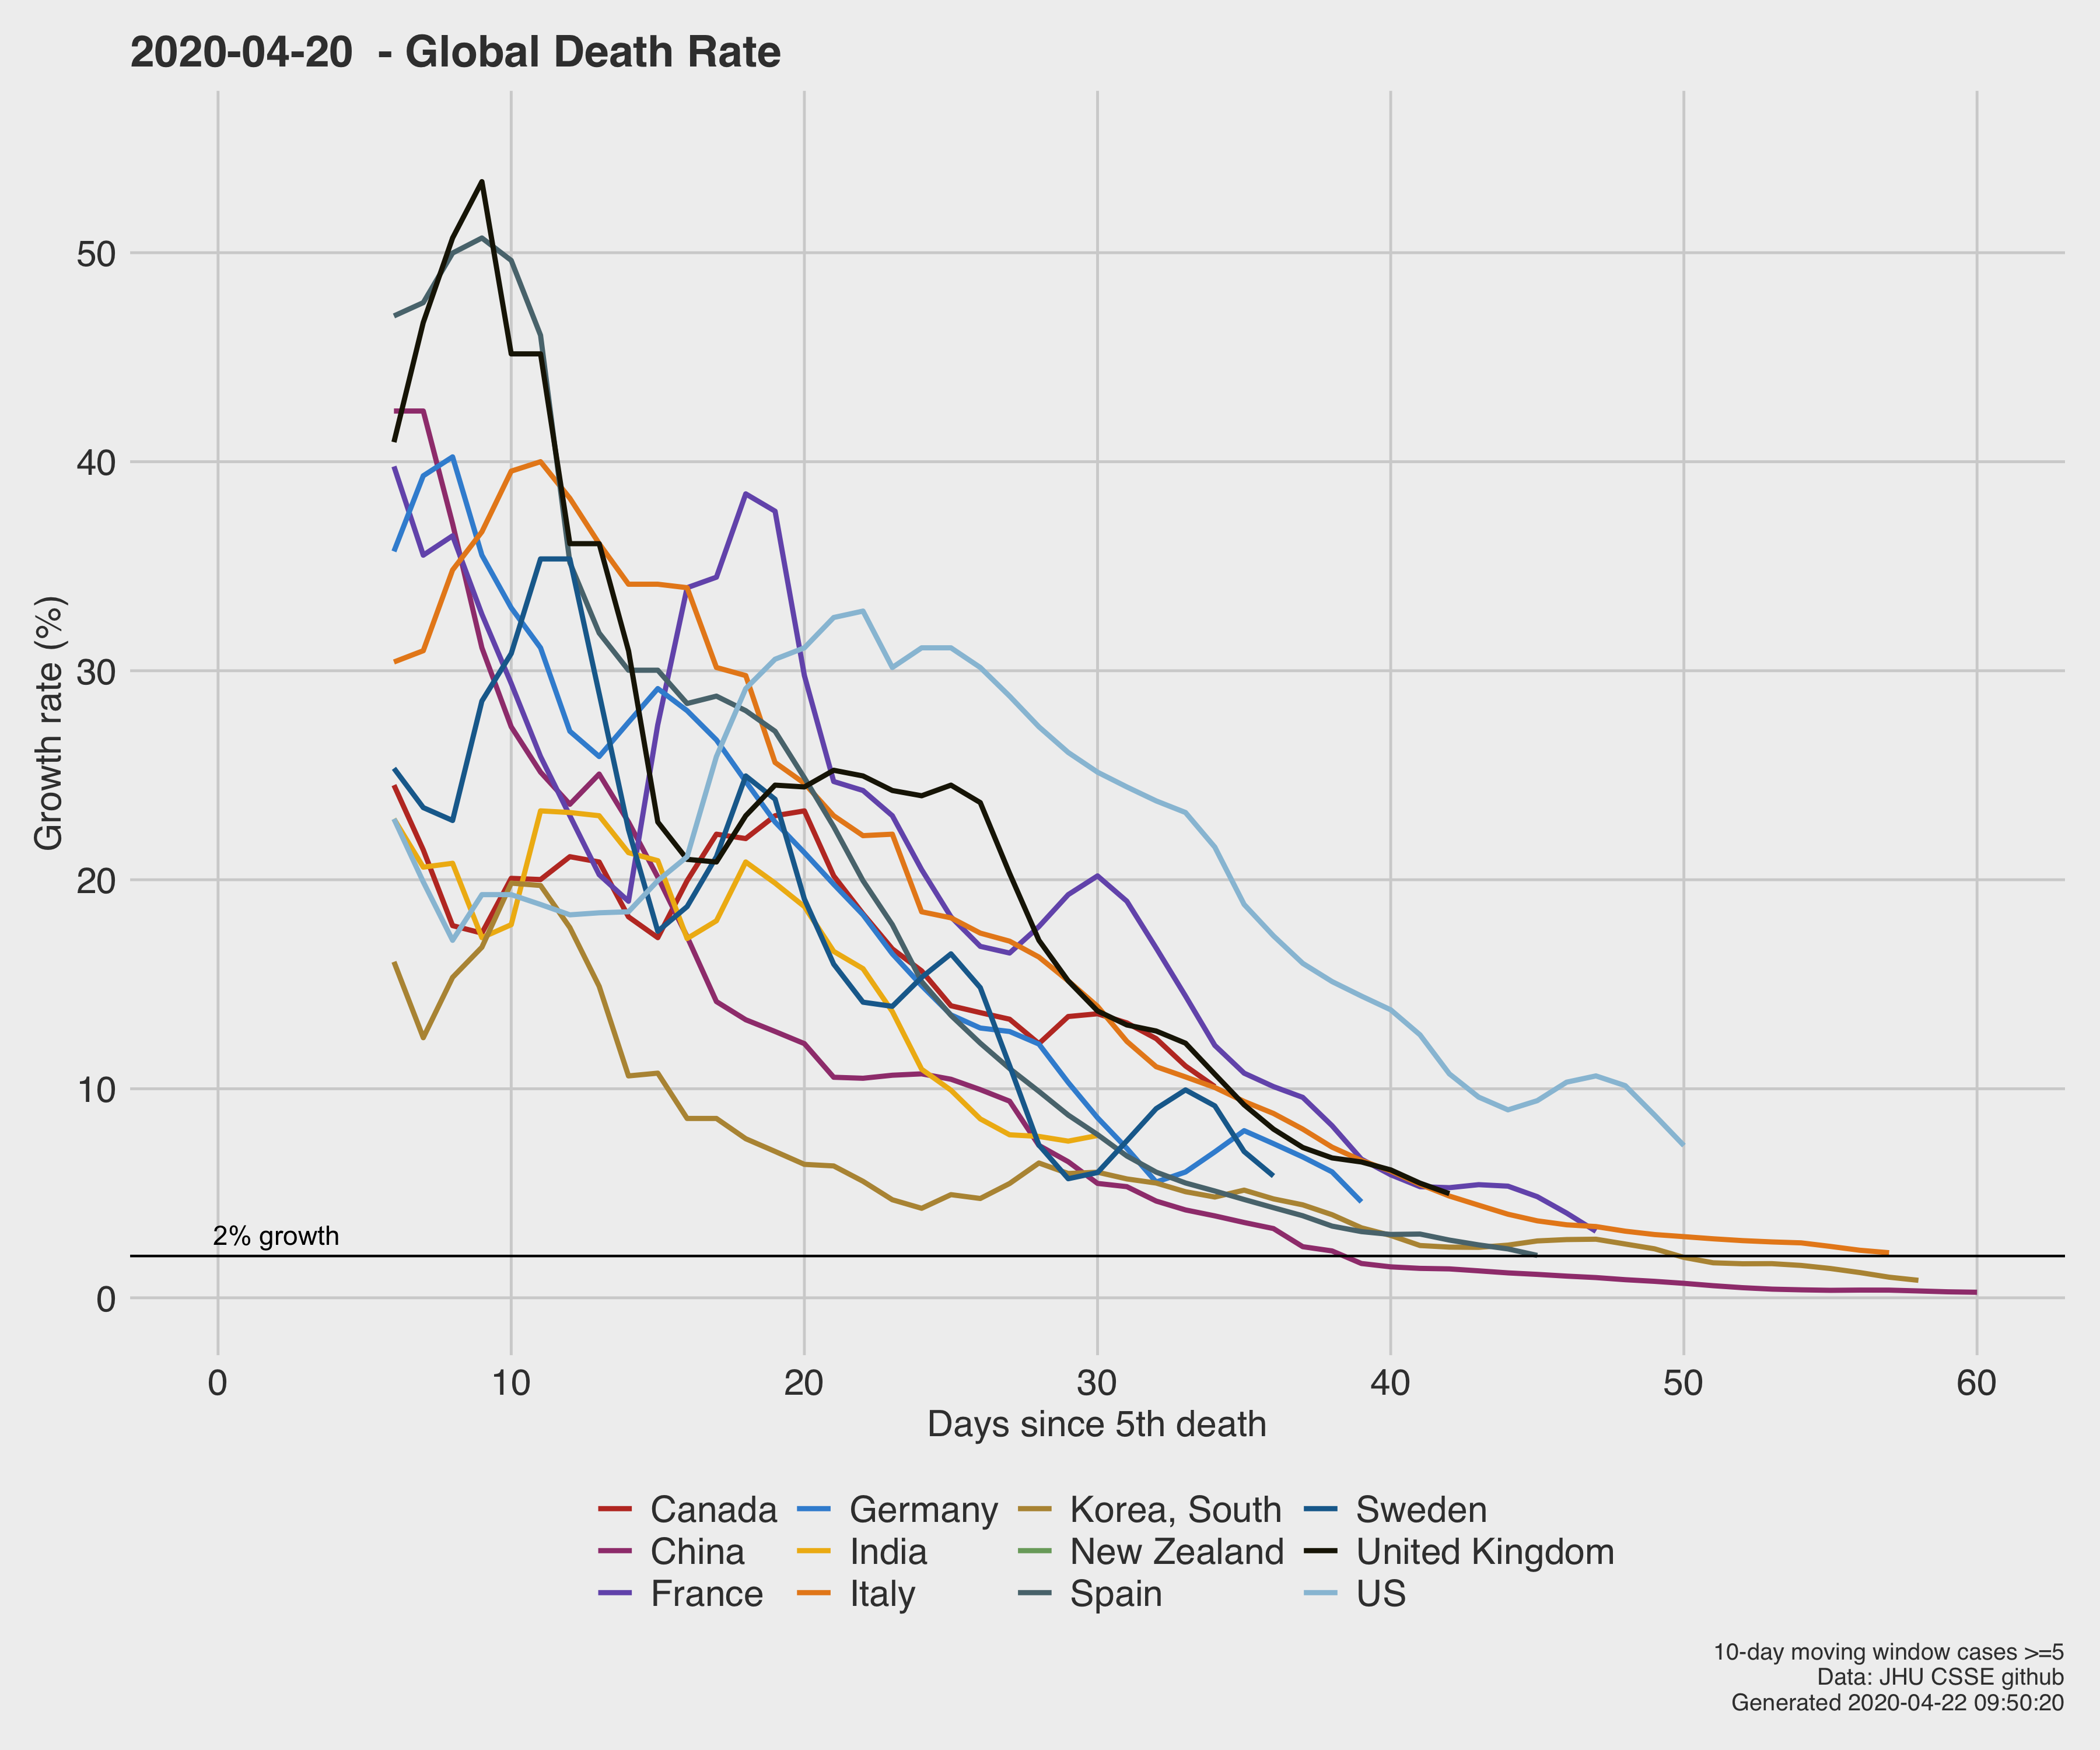 2020-04-20  - Global Death Rate
Growth rate (%)
50
40
30
20
10
0
2% growth
0 10 20 30 40 50 60
Days since 5th death
Canada Germany Korea, South Sweden
China India New Zealand United Kingdom
France Italy Spain US
10-day moving window cases >=5
Data: JHU CSSE github
Generated 2020-04-22 09:50:20